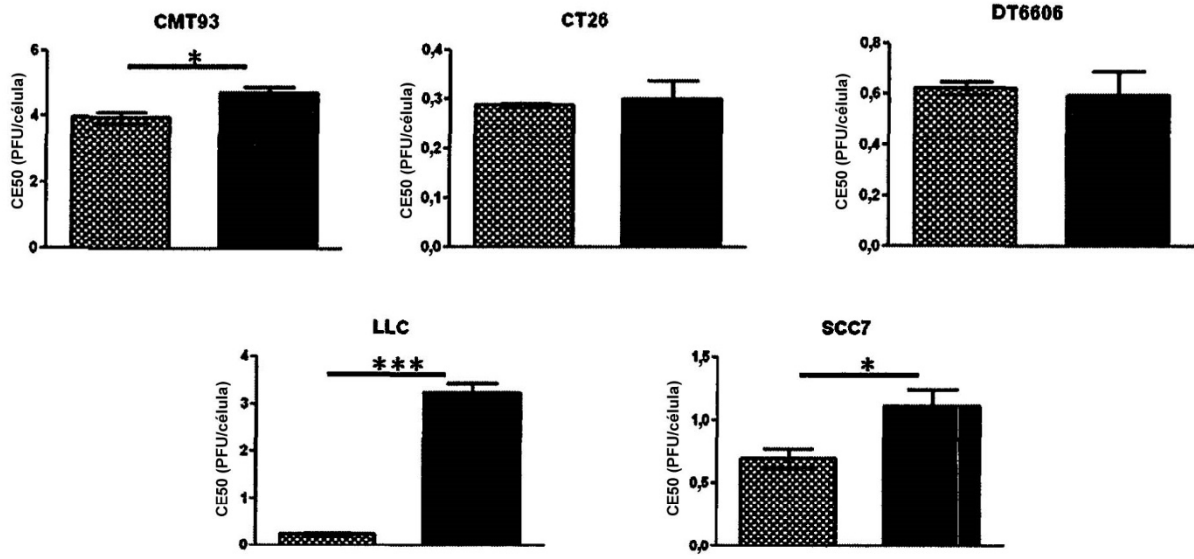 CMT93
*
CE50 (PFU/célula)
6
4
2
0
CT26
CE50 (PFU/célula)
0,4
0,3
0,2
0,1
0,0
DT6606
CE50 (PFU/célula)
0,8
0,6
0,4
0,2
0,0
LLC
***
CE50 (PFU/célula)
4
3
2
1
0
SCC7
*
CE50 (PFU/célula)
1,5
1,0
0,5
0,0